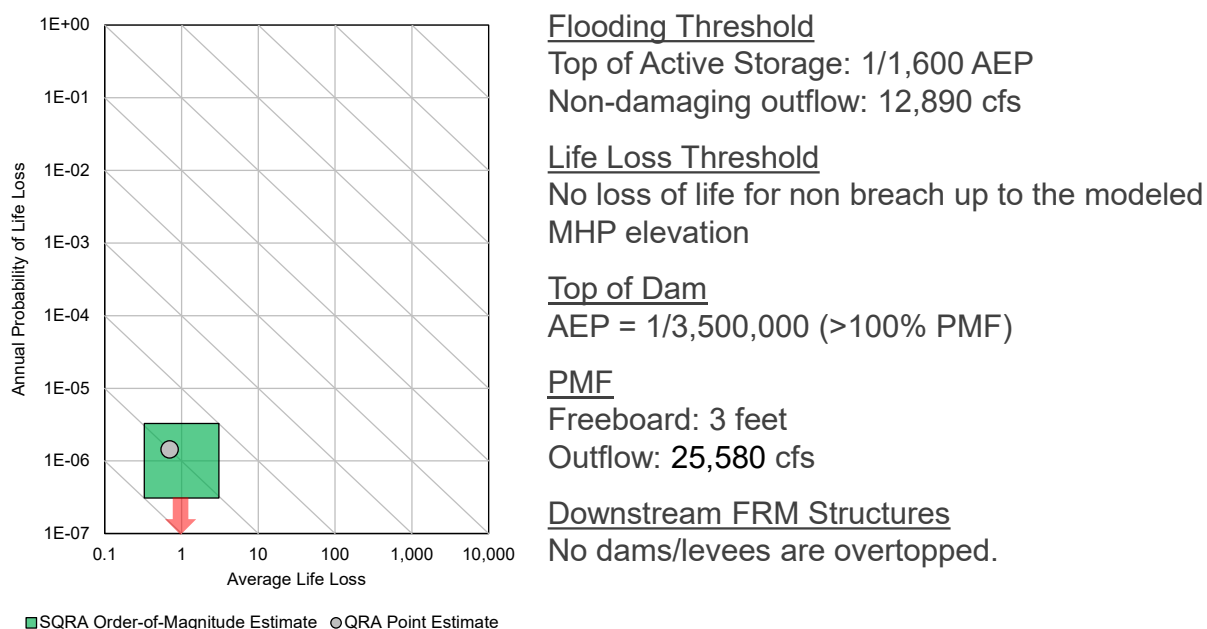 1E+00
1E-01
1E-02
1E-03
1E-04
1E-05
1E-06
1E-07
Annual Probability of Life Loss
0.1 1 10 100 1,000 10,000
Average Life Loss
SQRA Order-of-Magnitude Estimate QRA Point Estimate
Flooding Threshold
Top of Active Storage: 1/1,600 AEP
Non-damaging outflow: 12,890 cfs
Life Loss Threshold
No loss of life for non breach up to the modeled
MHP elevation
Top of Dam
AEP = 1/3,500,000 (>100% PMF)
PMF
Freeboard: 3 feet
Outflow: 25,580 cfs
Downstream FRM Structures
No dams/levees are overtopped.